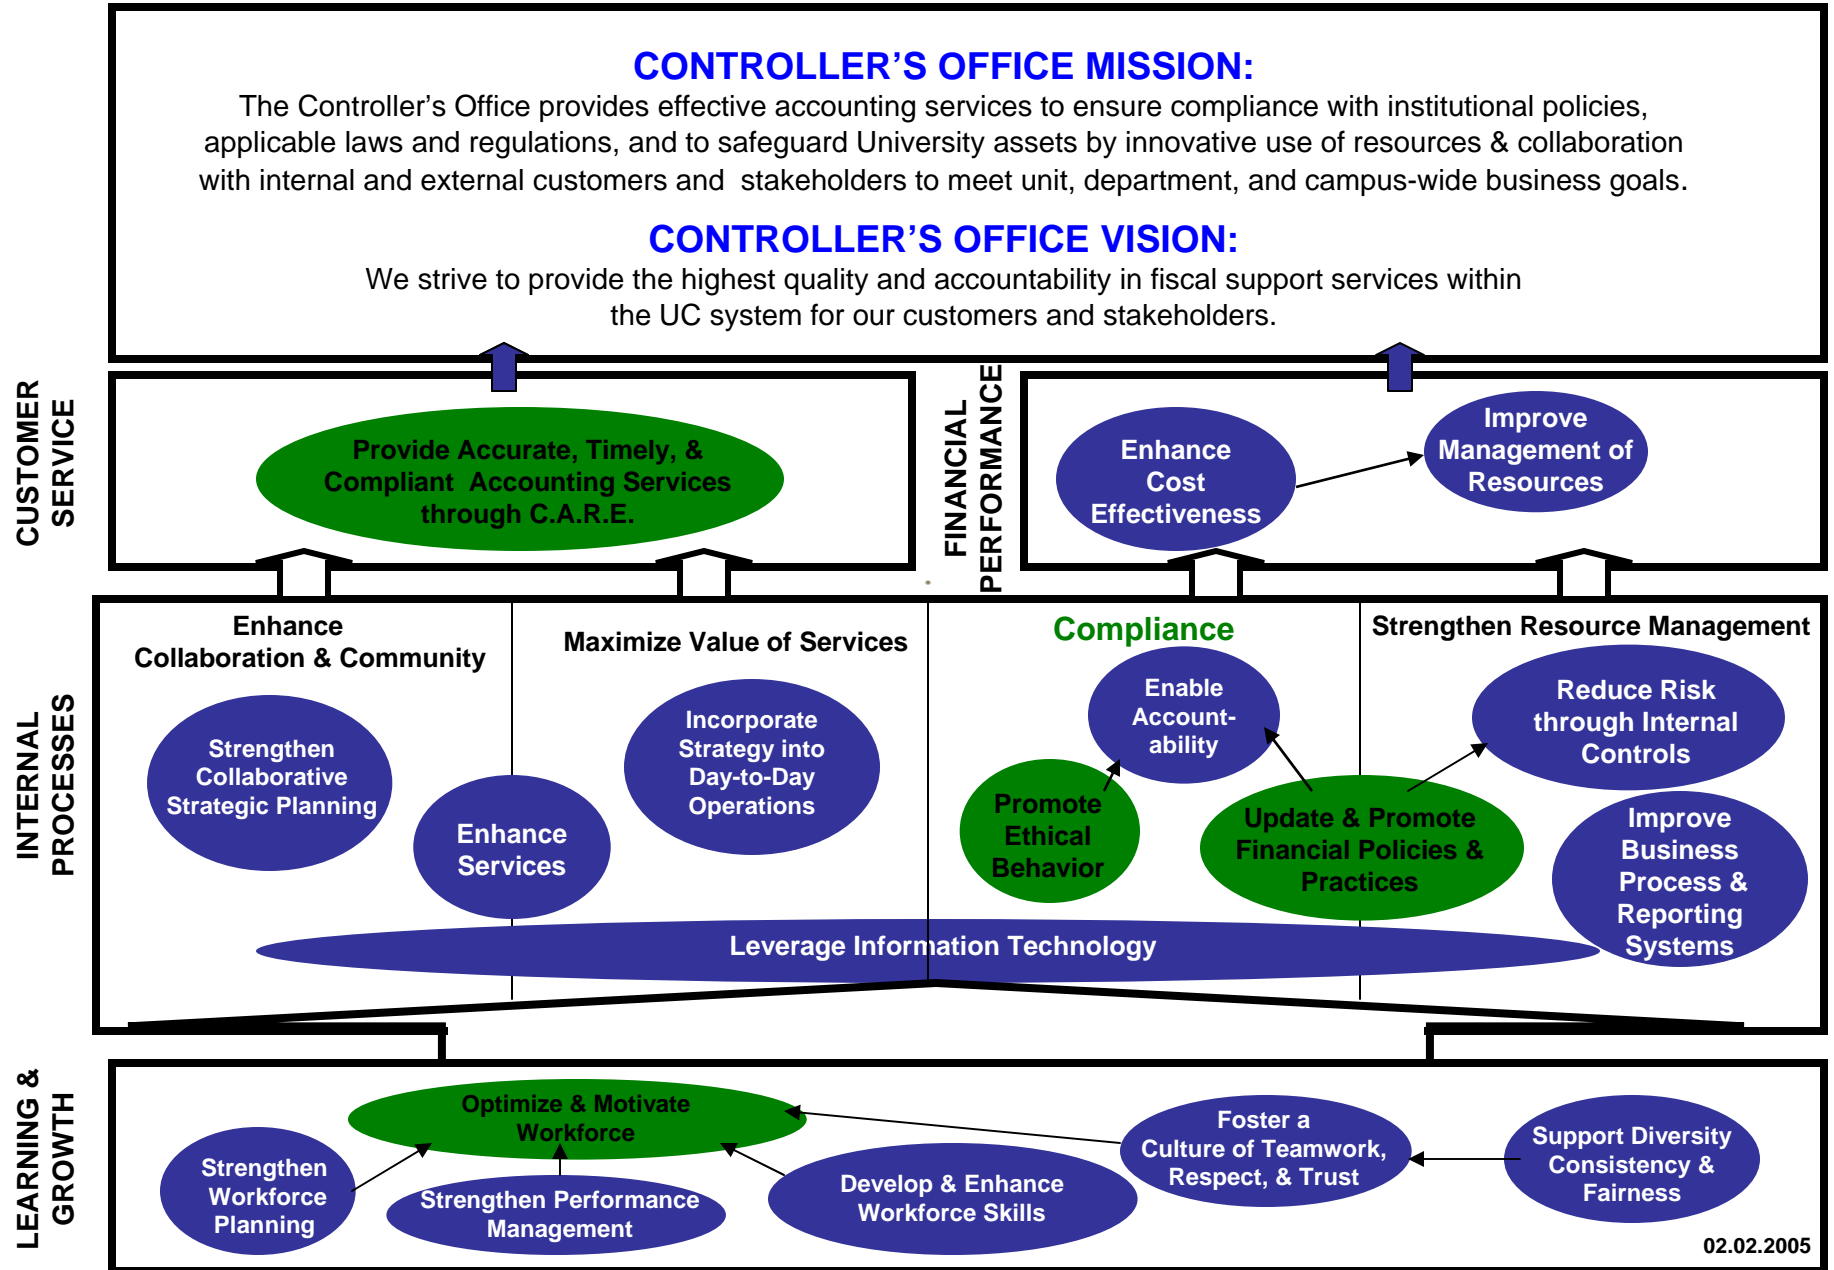 CONTROLLER’S OFFICE MISSION:
The Controller’s Office provides effective accounting services to ensure compliance with institutional policies,
applicable laws and regulations, and to safeguard University assets by innovative use of resources & collaboration
with internal and external customers and stakeholders to meet unit, department, and campus-wide business goals.
CONTROLLER’S OFFICE VISION:
We strive to provide the highest quality and accountability in fiscal support services within
the UC system for our customers and stakeholders.
CUSTOMER
SERVICE
Provide Accurate, Timely, &
Compliant Accounting Services
through C.A.R.E.
FINANCIAL
PERFORMANCE
Enhance
Cost
Effectiveness
Improve
Management of
Resources
INTERNAL
PROCESSES
Enhance
Collaboration & Community
Strengthen
Collaborative
Strategic Planning
Enhance
Services
Maximize Value of Services
Incorporate
Strategy into
Day-to-Day
Operations
Compliance
Enable
Account-
ability
Promote
Ethical
Behavior
Update & Promote
Financial Policies &
Practices
Strengthen Resource Management
Reduce Risk
through Internal
Controls
Improve
Business
Process &
Reporting
Systems
Leverage Information Technology
LEARNING &
GROWTH
Optimize & Motivate
Workforce
Strengthen
Workforce
Planning
Strengthen Performance
Management
Develop & Enhance
Workforce Skills
Foster a
Culture of Teamwork,
Respect, & Trust
Support Diversity
Consistency &
Fairness
02.02.2005